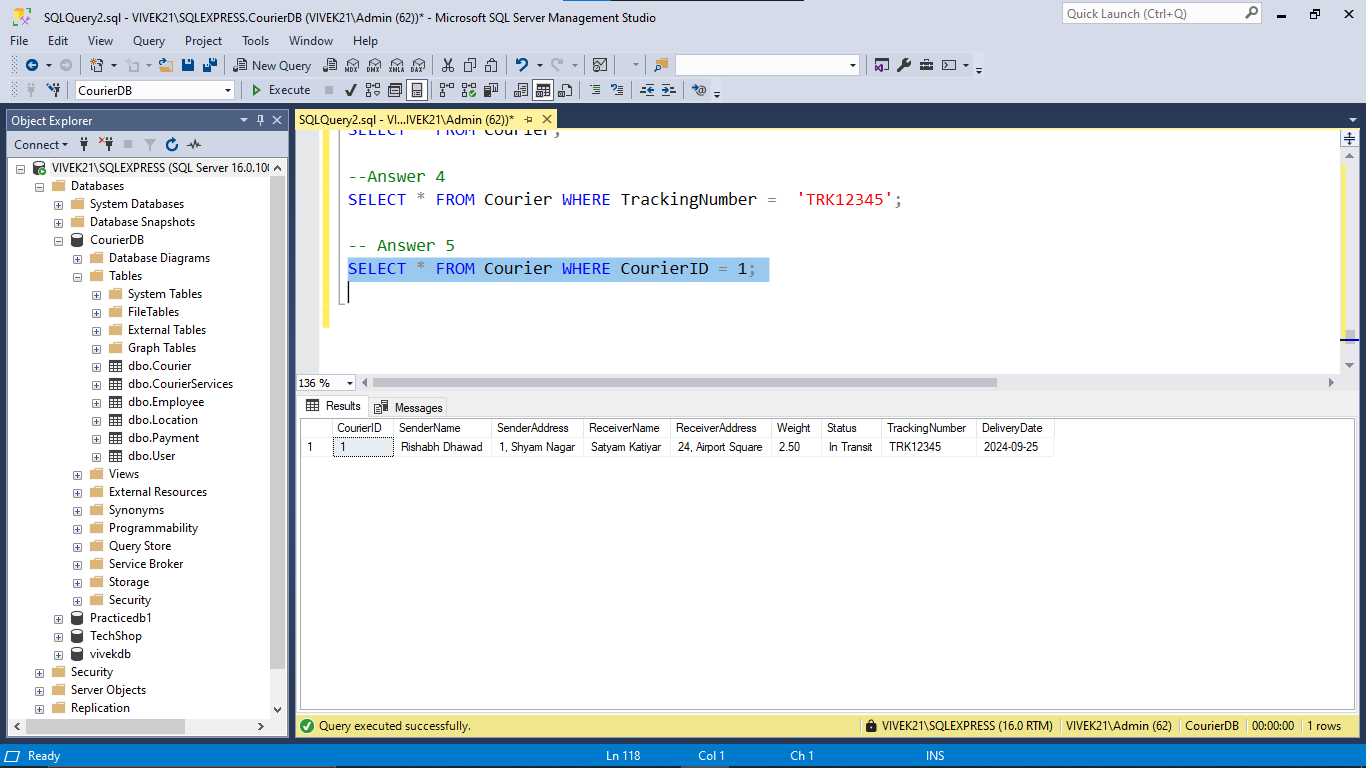 SQLQuery2.sql - VIVEK21\SQLEXPRESS.CourierDB (VIVEK21\Admin (62))* - Microsoft SQL Server Management Studio
Quick Launch (Ctrl+Q)
File Edit View Query Project Tools Window Help
New Query
MDX DMX XMLA DAX
CourierDB
Execute
Object Explorer
SQLQuery2.sql - VI...IVEK21\Admin (62))*
Connect
VIVEK21\SQLEXPRESS (SQL Server 16.0.100
Databases
System Databases
Database Snapshots
CourierDB
Database Diagrams
Tables
System Tables
FileTables
External Tables
Graph Tables
dbo.Courier
dbo.CourierServices
dbo.Employee
dbo.Location
dbo.Payment
dbo.User
Views
External Resources
Synonyms
Programmability
Query Store
Service Broker
Storage
Security
Practicedb1
TechShop
vivekdb
Security
Server Objects
Replication
SELECT * FROM Courier;
--Answer 4
SELECT * FROM Courier WHERE TrackingNumber =  'TRK12345';
-- Answer 5
SELECT * FROM Courier WHERE CourierID = 1;
136 %
Results Messages
CourierID SenderName SenderAddress ReceiverName ReceiverAddress Weight Status TrackingNumber DeliveryDate
1 1 Rishabh Dhawad 1, Shyam Nagar Satyam Katiyar 24, Airport Square 2.50 In Transit TRK12345 2024-09-25
Query executed successfully.
VIVEK21\SQLEXPRESS (16.0 RTM) VIVEK21\Admin (62) CourierDB 00:00:00 1 rows
Ready Ln 118 Col 1 Ch 1 INS